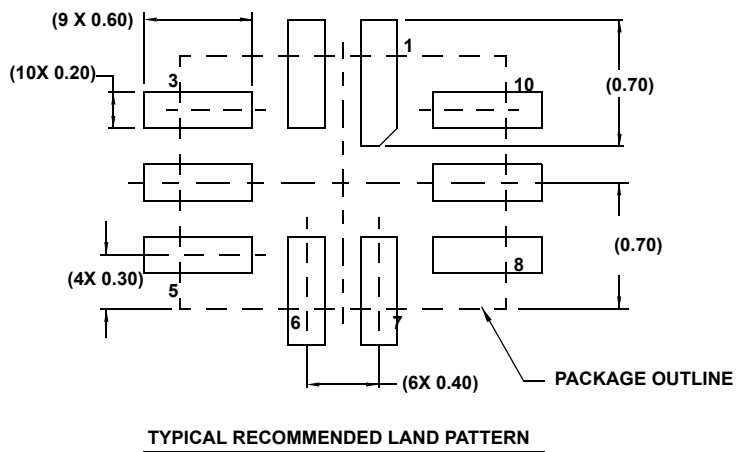 (9 X 0.60)
1
(10X 0.20)
3
10
(0.70)
(0.70)
(4X 0.30)
5
8
6
7
(6X 0.40)
PACKAGE OUTLINE
TYPICAL RECOMMENDED LAND PATTERN